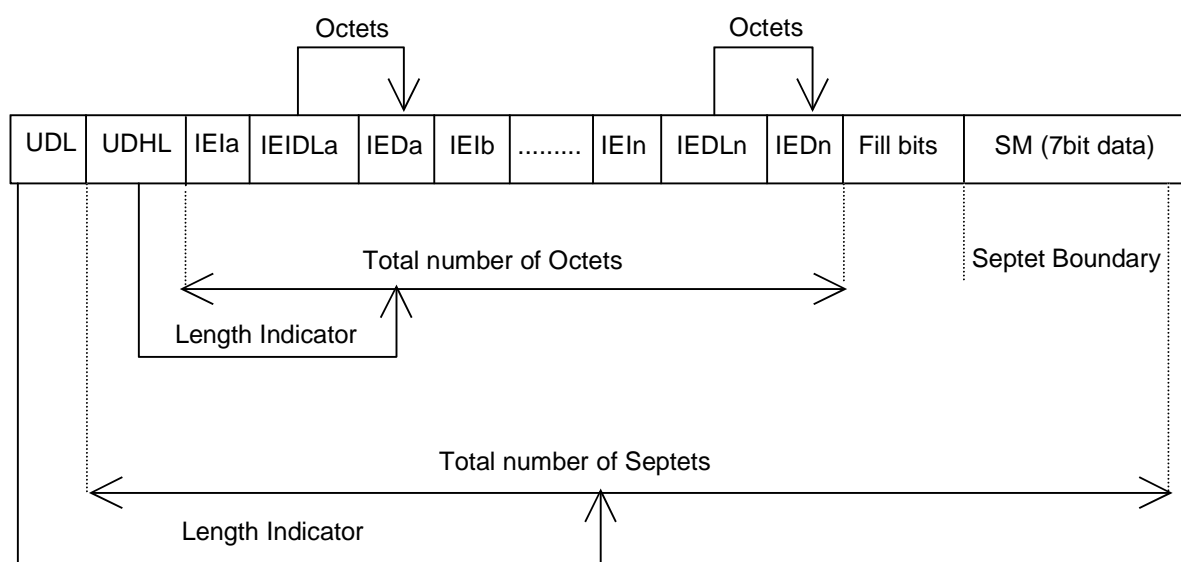 Octets Octets
UDL UDHL IEIa IEIDLa IEDa IEIb ......... IEIn IEDLn IEDn Fill bits SM (7bit data)
Total number of Octets
Septet Boundary
Length Indicator
Total number of Septets
Length Indicator